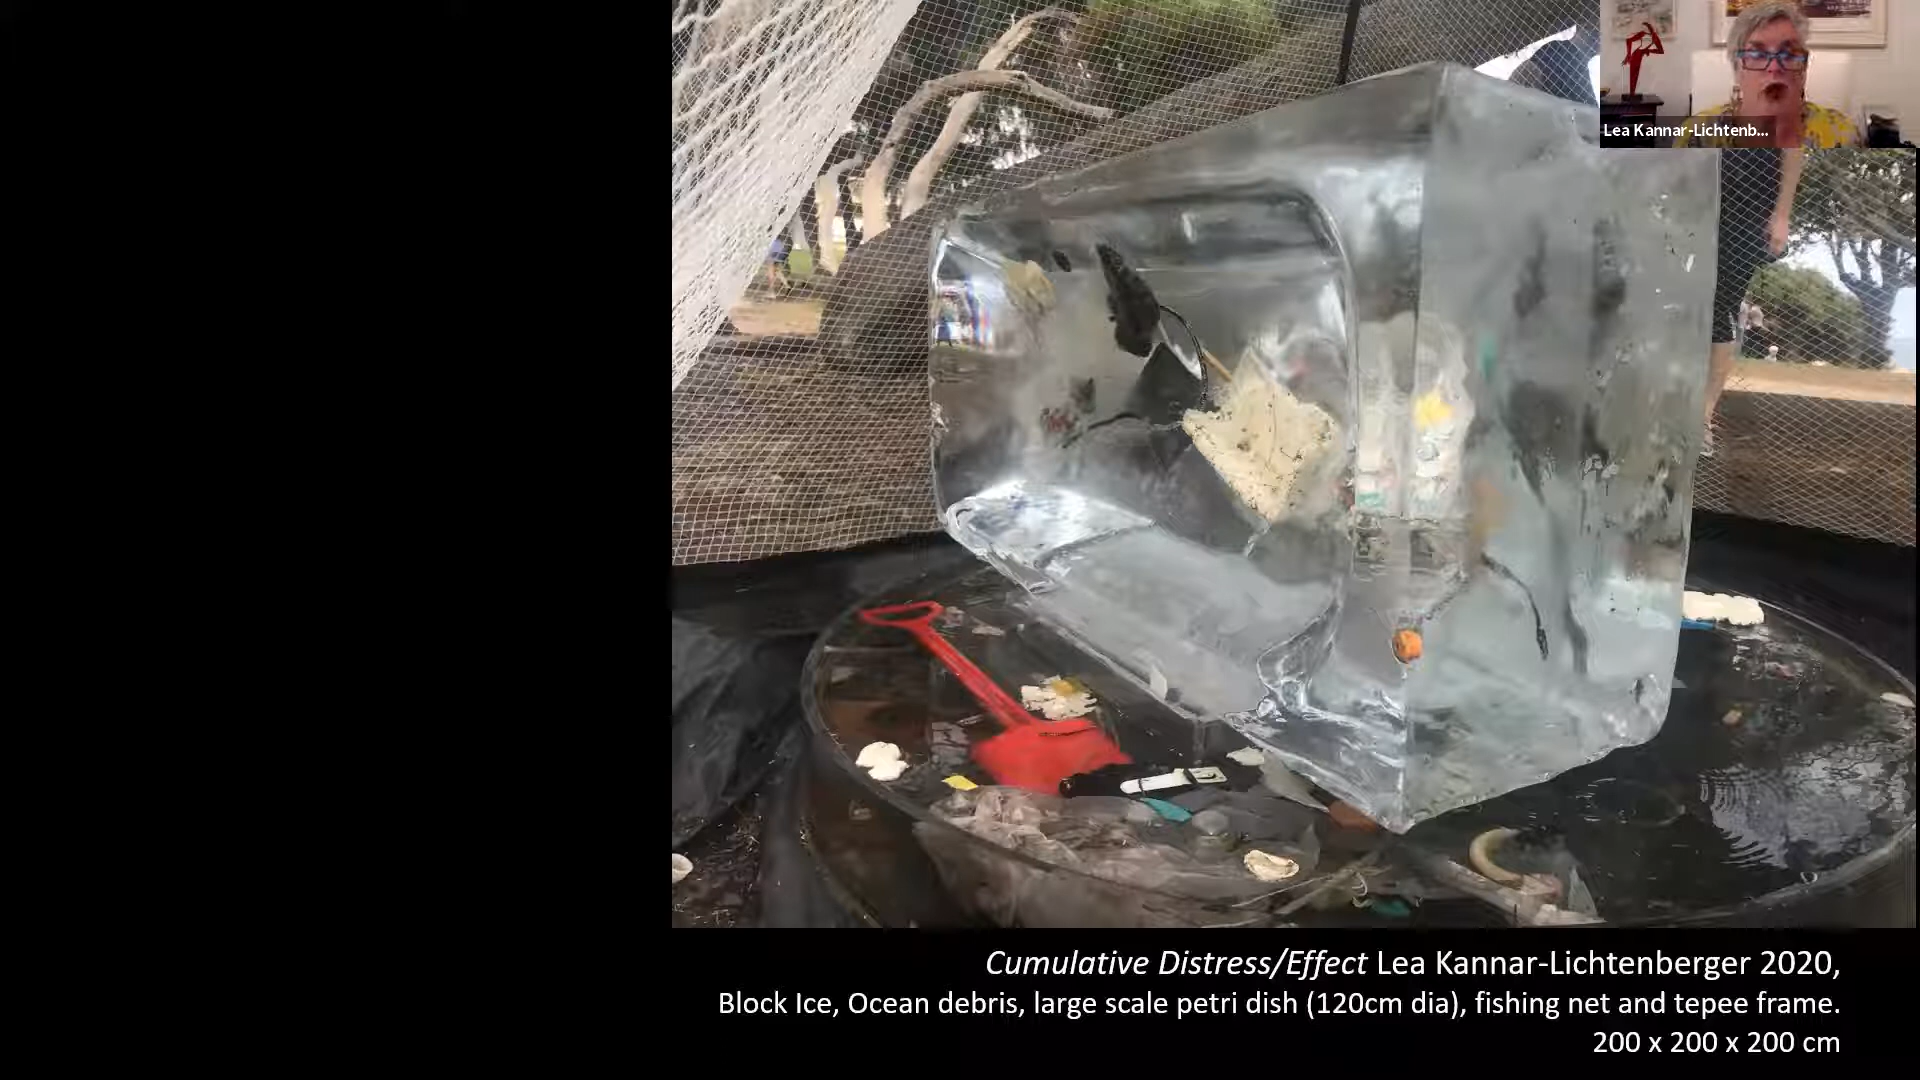 Lea Kannar-Lichtenb...
Cumulative Distress/Effect Lea Kannar-Lichtenberger 2020,
Block Ice, Ocean debris, large scale petri dish (120cm dia), fishing net and tepee frame.
200 x 200 x 200 cm